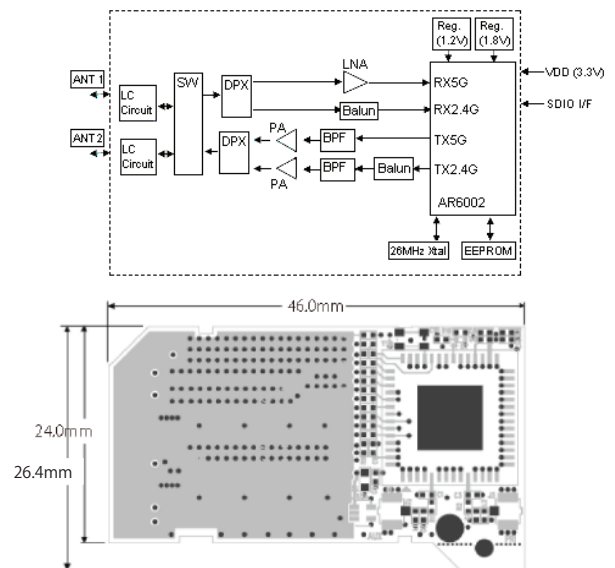 Reg.
(1.2V)
Reg.
(1.8V)
LNA
ANT 1
SW
DPX
RX5G
VDD (3.3V)
LC
Circuit
Balun
RX2.4G
SDIO I/F
ANT2
PA
BPF
TX5G
LC
Circuit
DPX
BPF
Balun
TX2.4G
PA
AR6002
26MHz Xtal
EEPROM
46.0mm
24.0mm
26.4mm